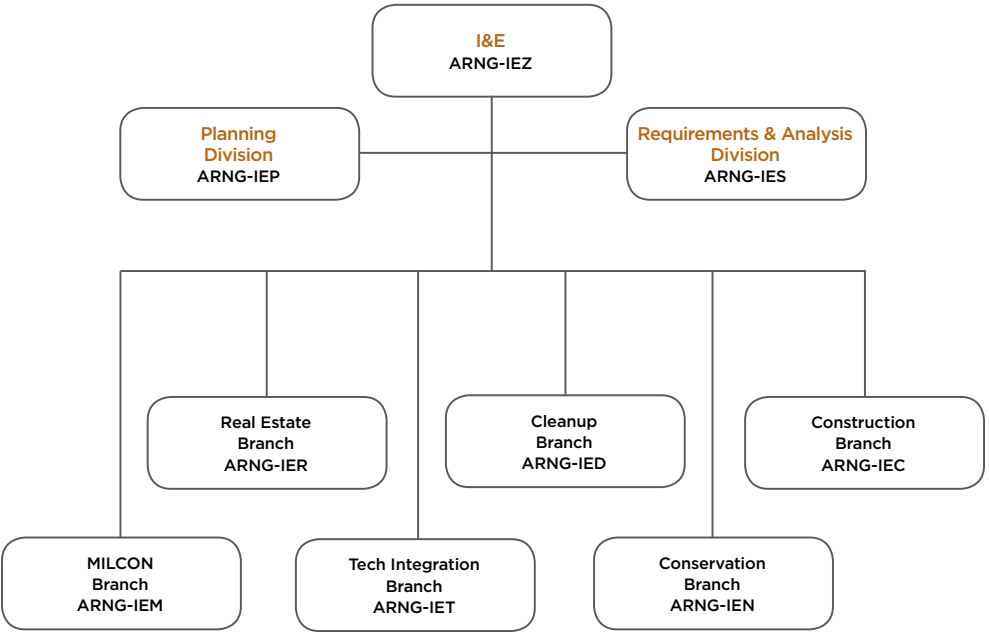 I&E
ARNG-IEZ
Planning
Division
ARNG-IEP
Requirements & Analysis
Division
ARNG-IES
Real Estate
Branch
ARNG-IER
Cleanup
Branch
ARNG-IED
Construction
Branch
ARNG-IEC
MILCON
Branch
ARNG-IEM
Tech Integration
Branch
ARNG-IET
Conservation
Branch
ARNG-IEN